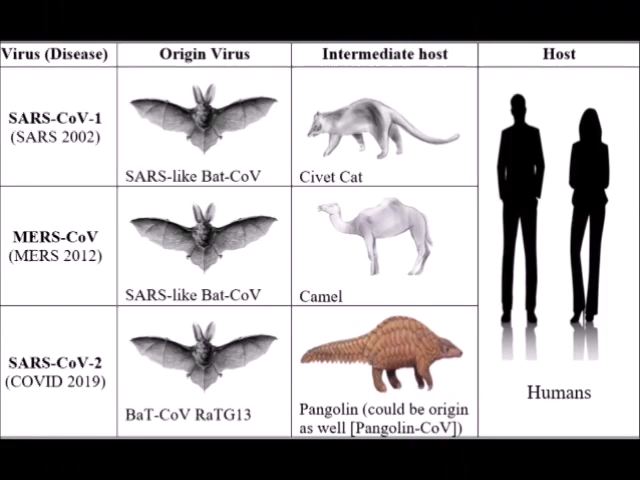 Virus (Disease)
Origin Virus
Intermediate host
Host
SARS-CoV-1
(SARS 2002)
SARS-like Bat-CoV
Civet Cat
MERS-CoV
(MERS 2012)
SARS-like Bat-CoV
Camel
SARS-CoV-2
(COVID 2019)
BaT-CoV RaTG13
Pangolin (could be origin
as well [Pangolin-CoV])
Humans